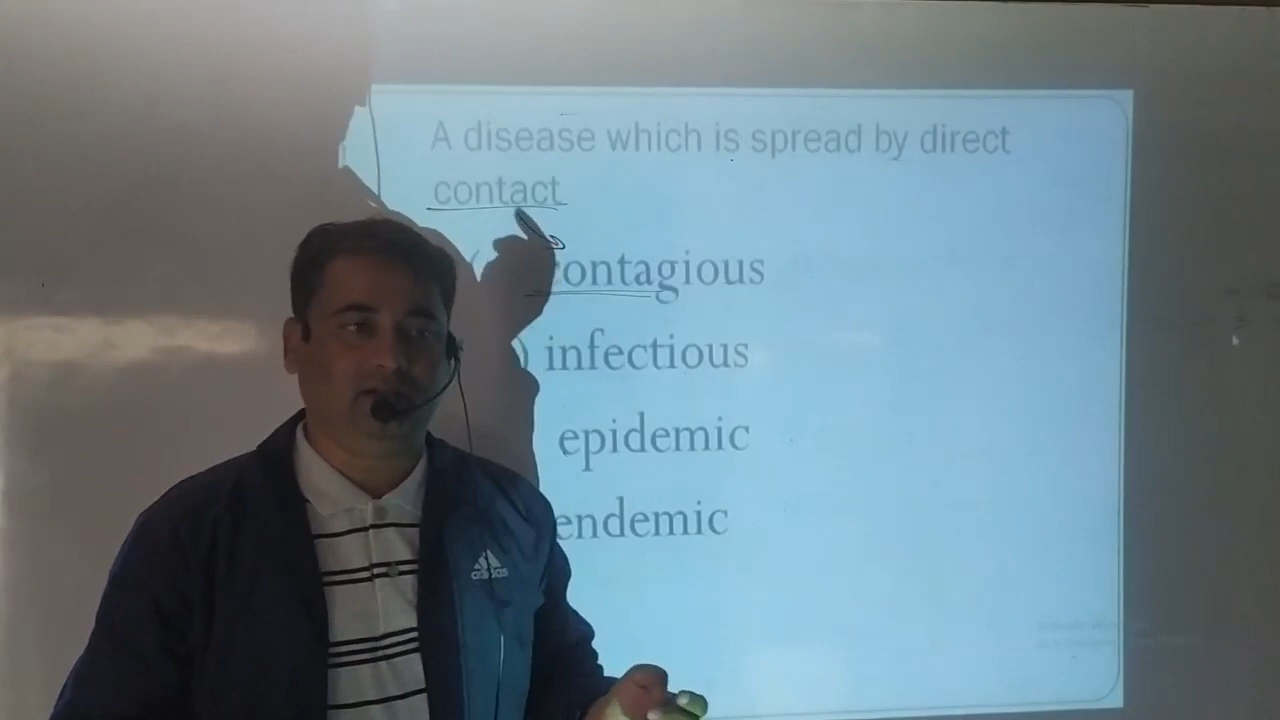 A disease which is spread by direct
contact
contagious
) infectious
epidemic
endemic
adidas